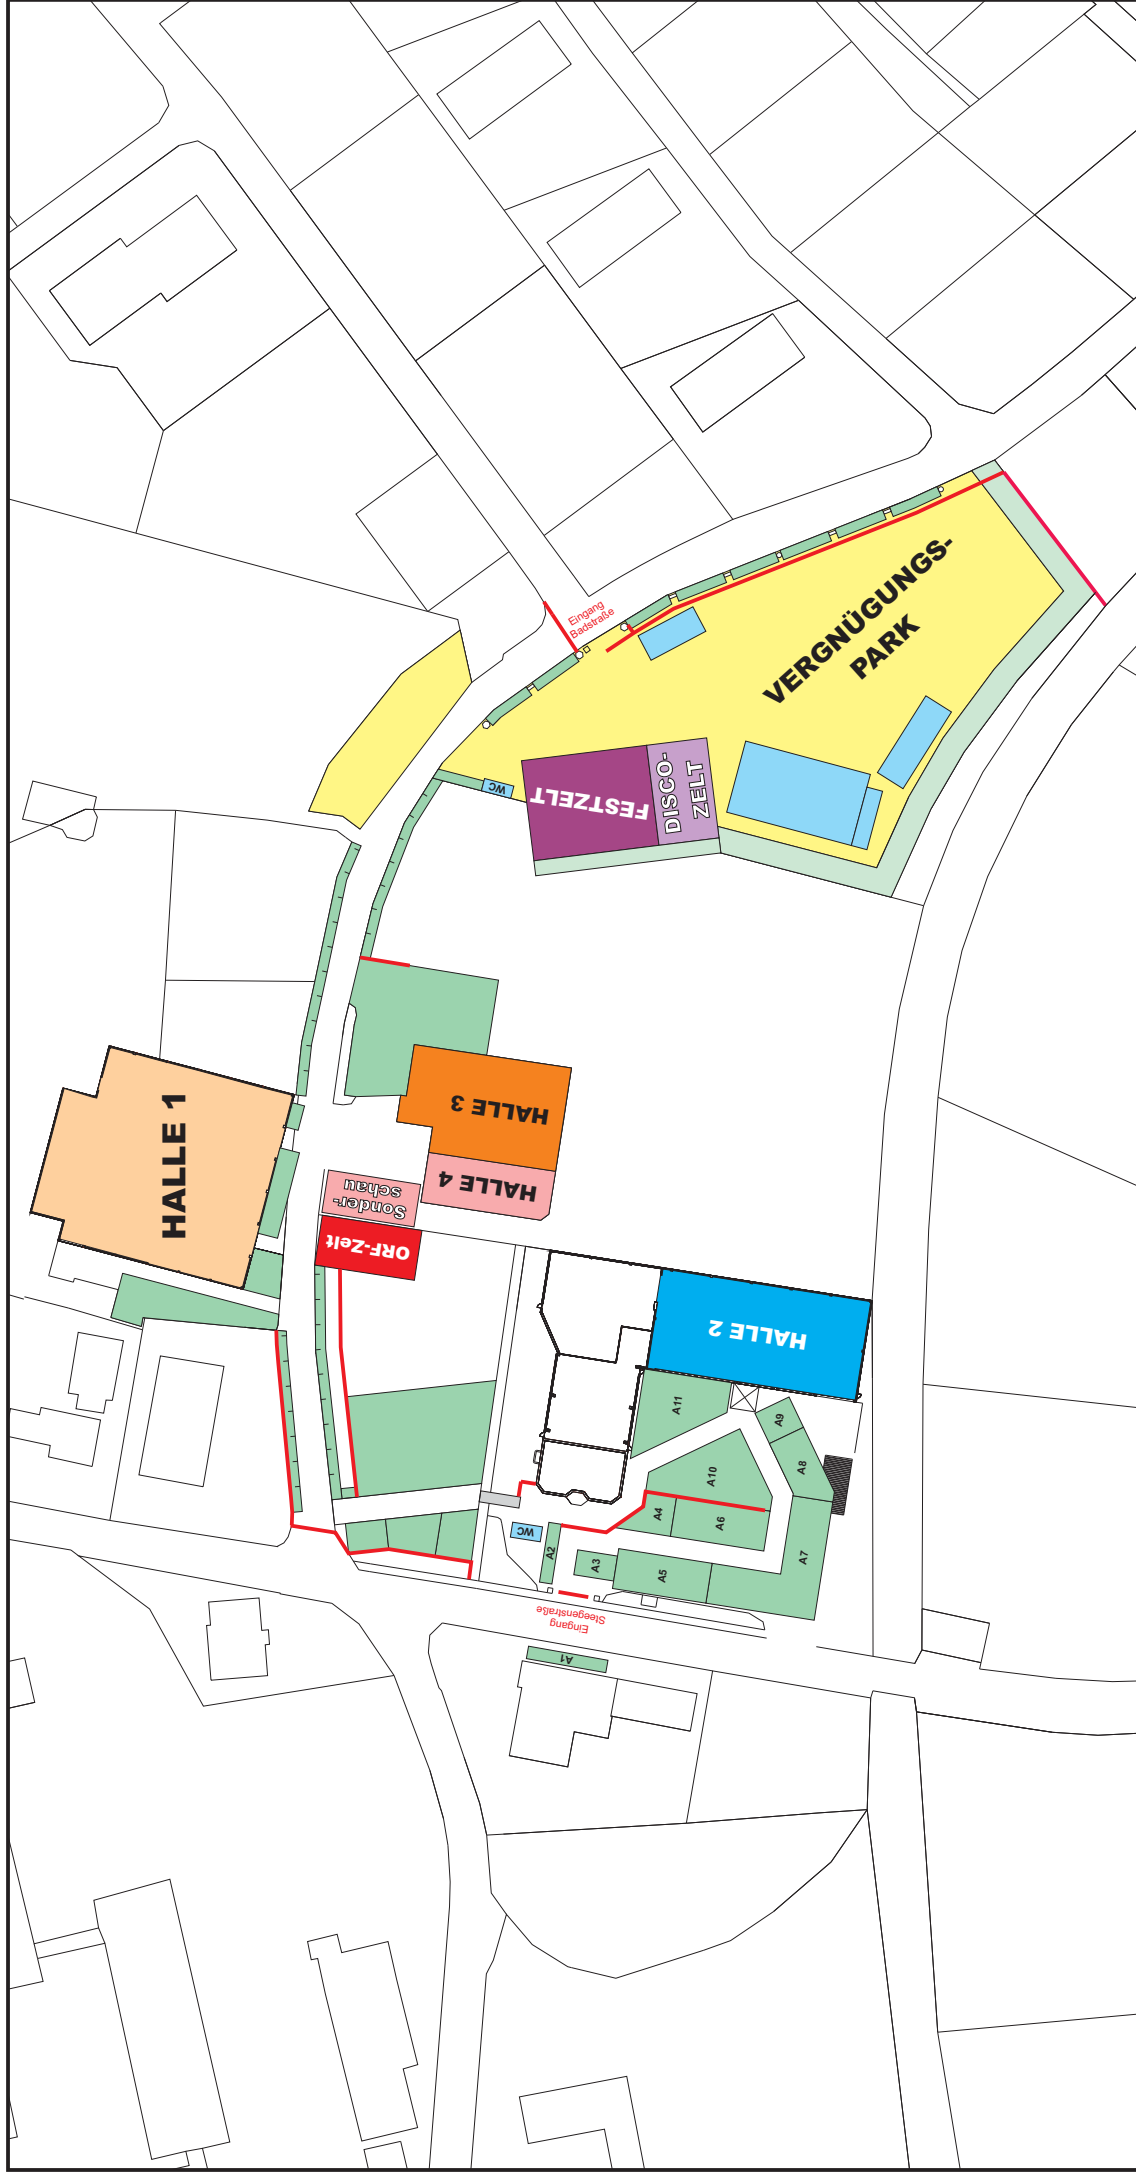 Eingang
Badstraße
VERGNÜGUNGS-
PARK
WC
FESTZELT
DISCO-
ZELT
HALLE 1
HALLE 3
HALLE 4
Sonder-
schau
ORF-Zelt
HALLE 2
A11
A9
A8
A10
A4
A6
WC
A2
A3
A5
A7
Eingang
Steegenstraße
A1